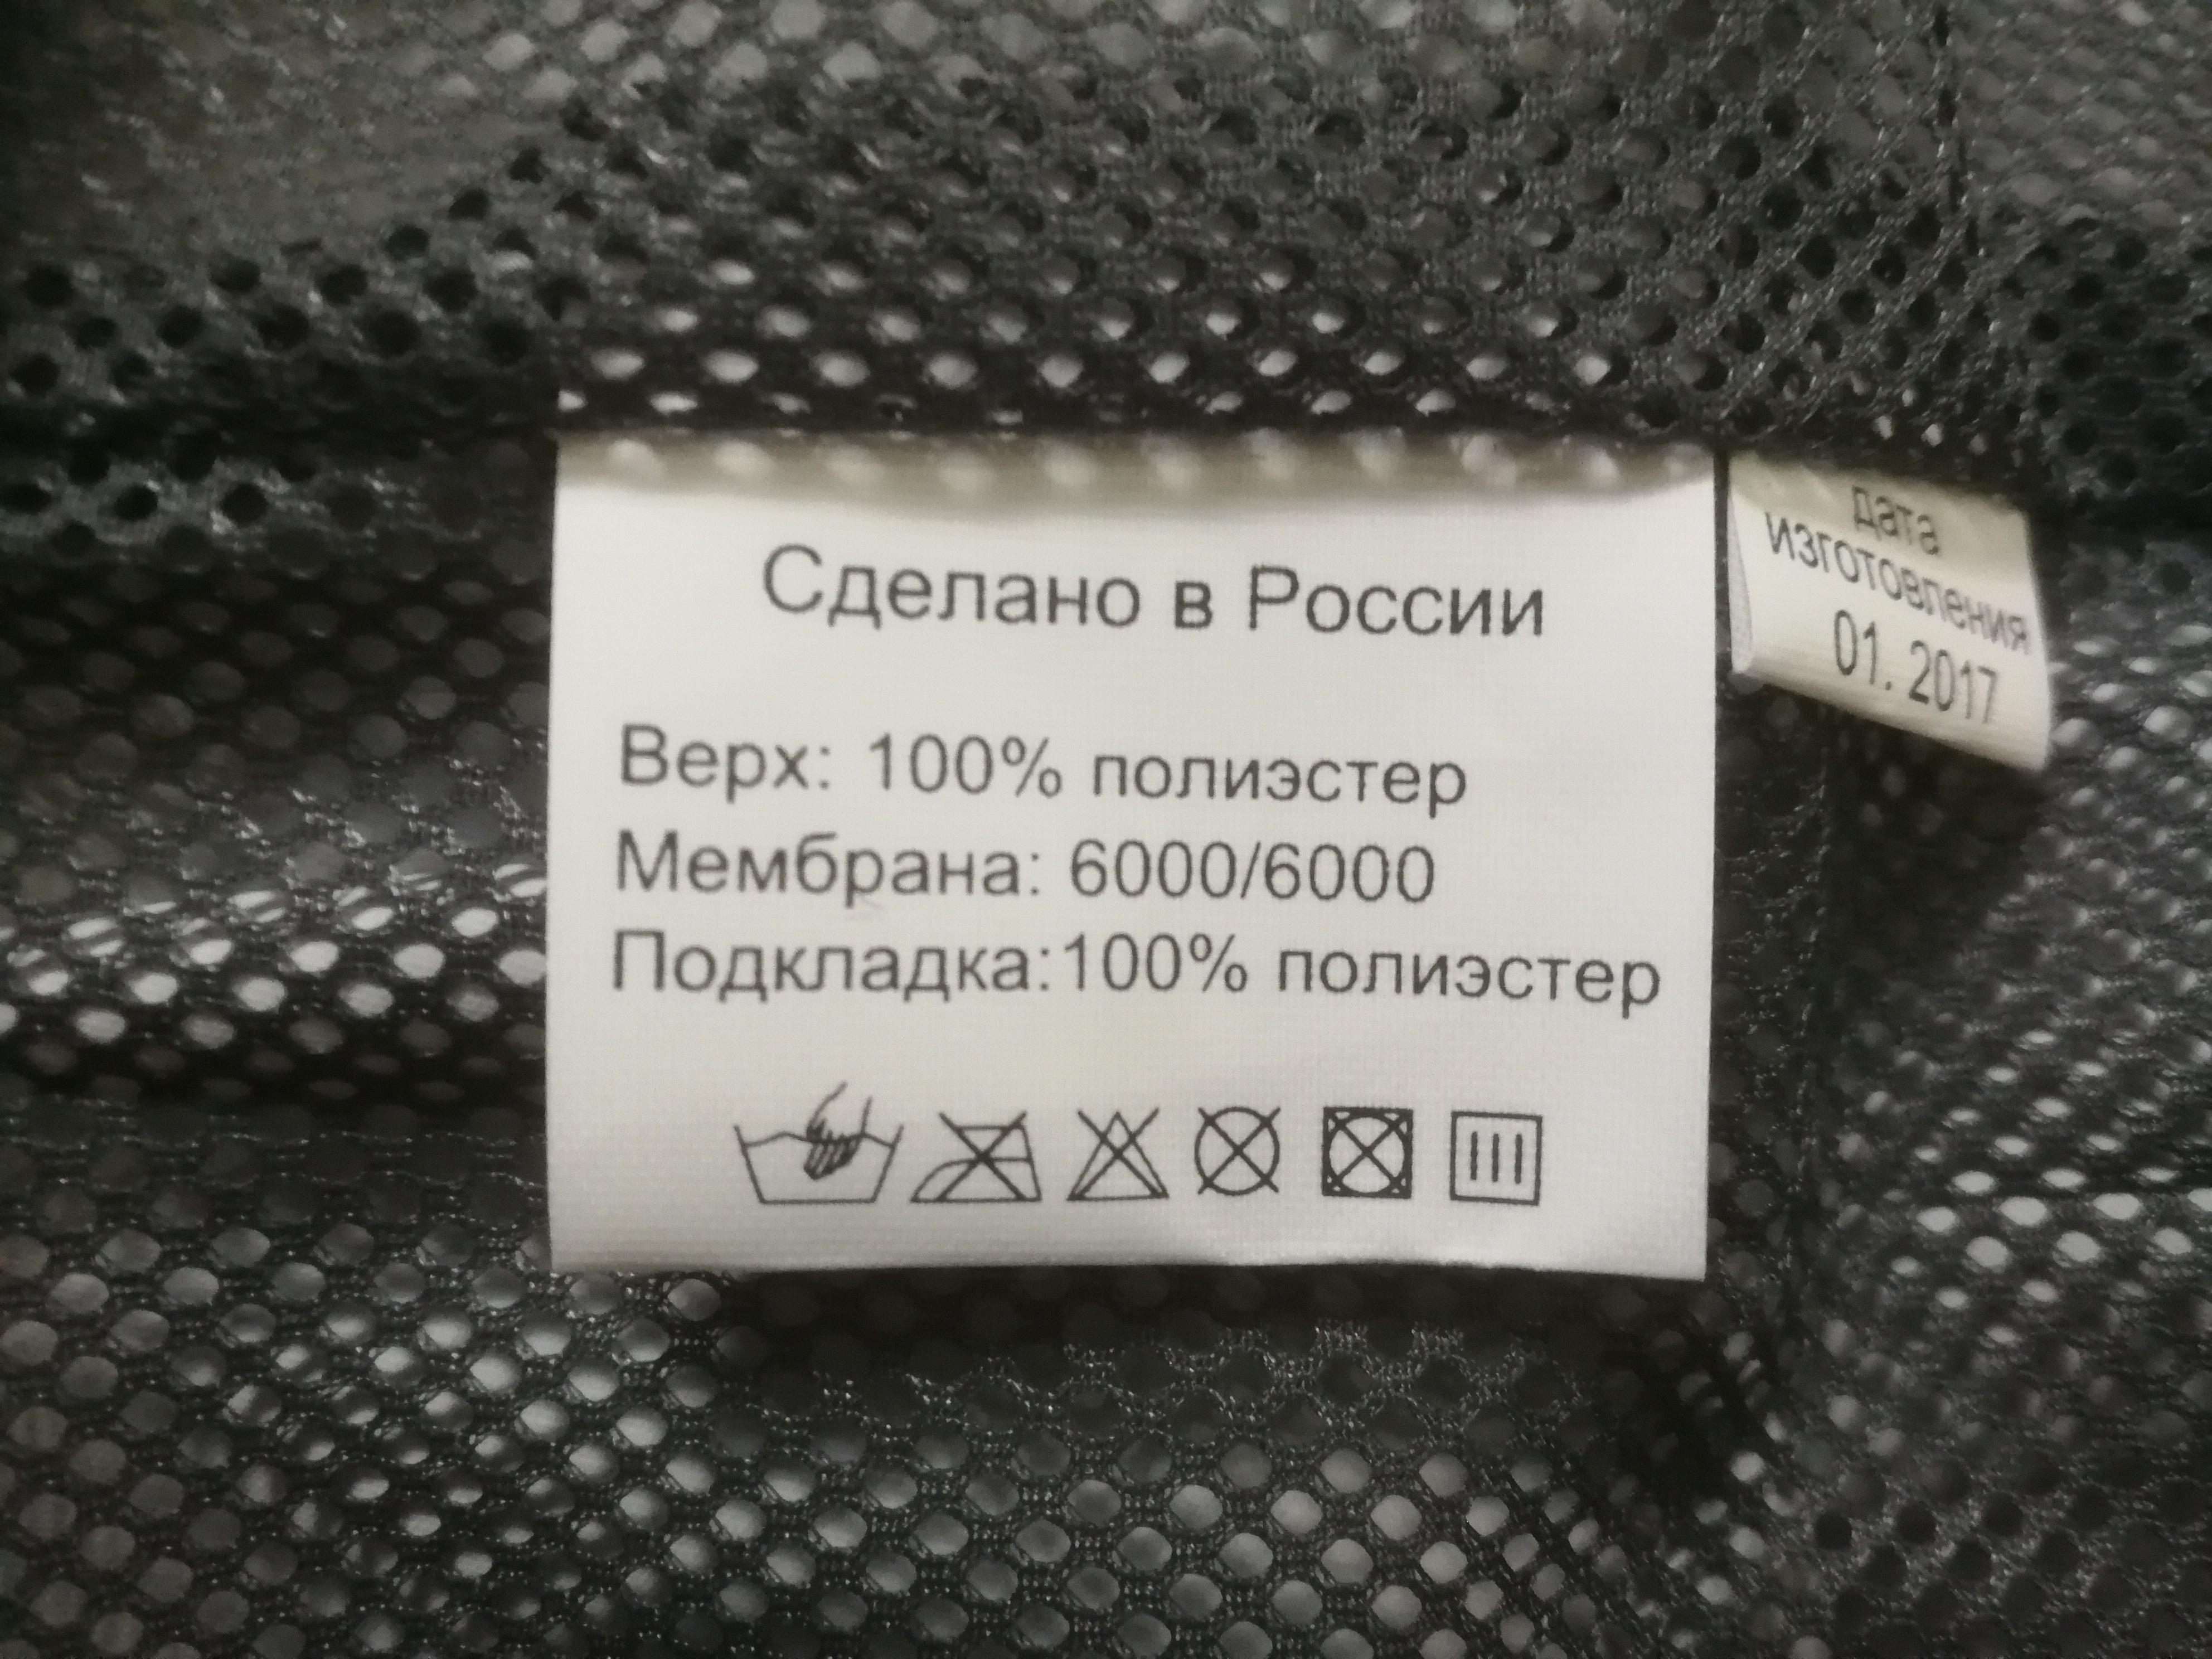 Сделано в России
Верх: 100% полиэстер
Мембрана: 6000/6000
Подкладка:100% полиэстер
дата
изготовления
01. 2017